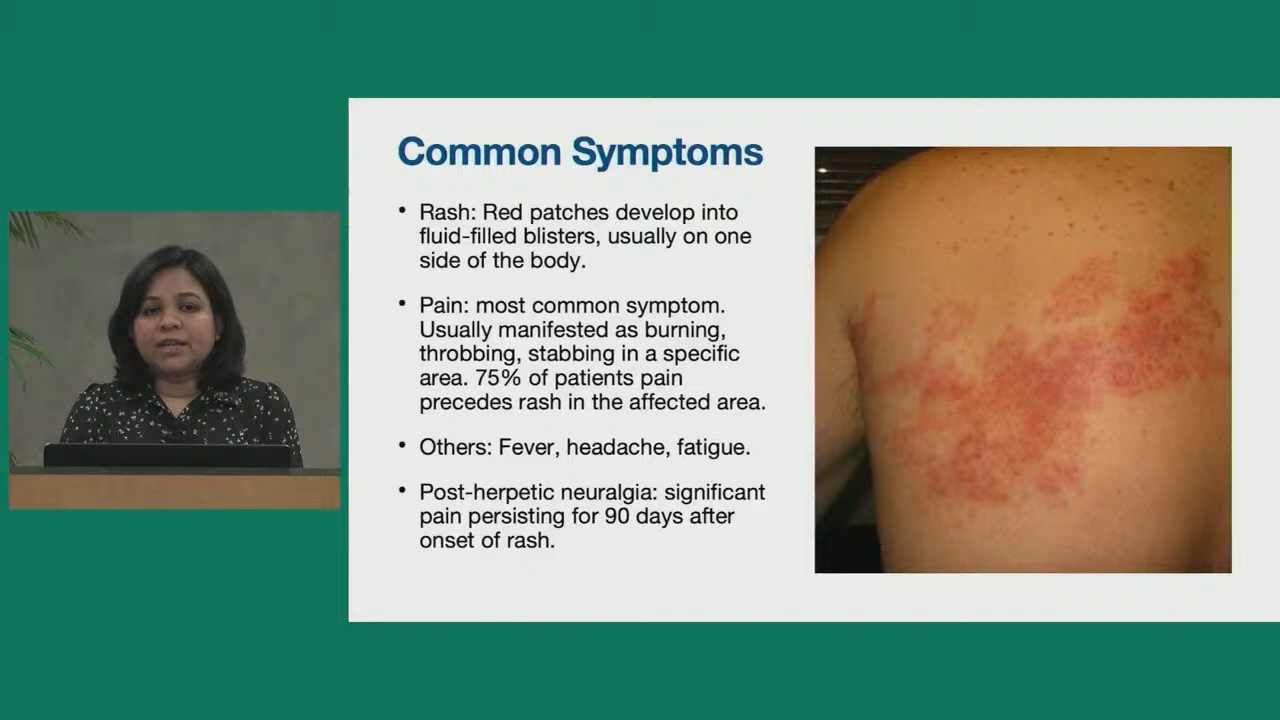 Common Symptoms
• Rash: Red patches develop into
fluid-filled blisters, usually on one
side of the body.
• Pain: most common symptom.
Usually manifested as burning,
throbbing, stabbing in a specific
area. 75% of patients pain
precedes rash in the affected area.
• Others: Fever, headache, fatigue.
• Post-herpetic neuralgia: significant
pain persisting for 90 days after
onset of rash.